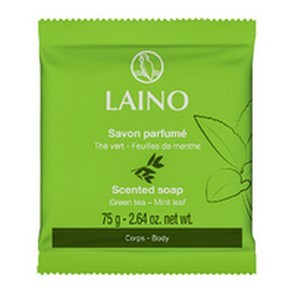 LAINO
Savon parfumé
Thé vert - Feuilles de menthe
Scented soap
Green tea - Mint leaf
75 g - 2.64 oz. net wt.
Corps - Body